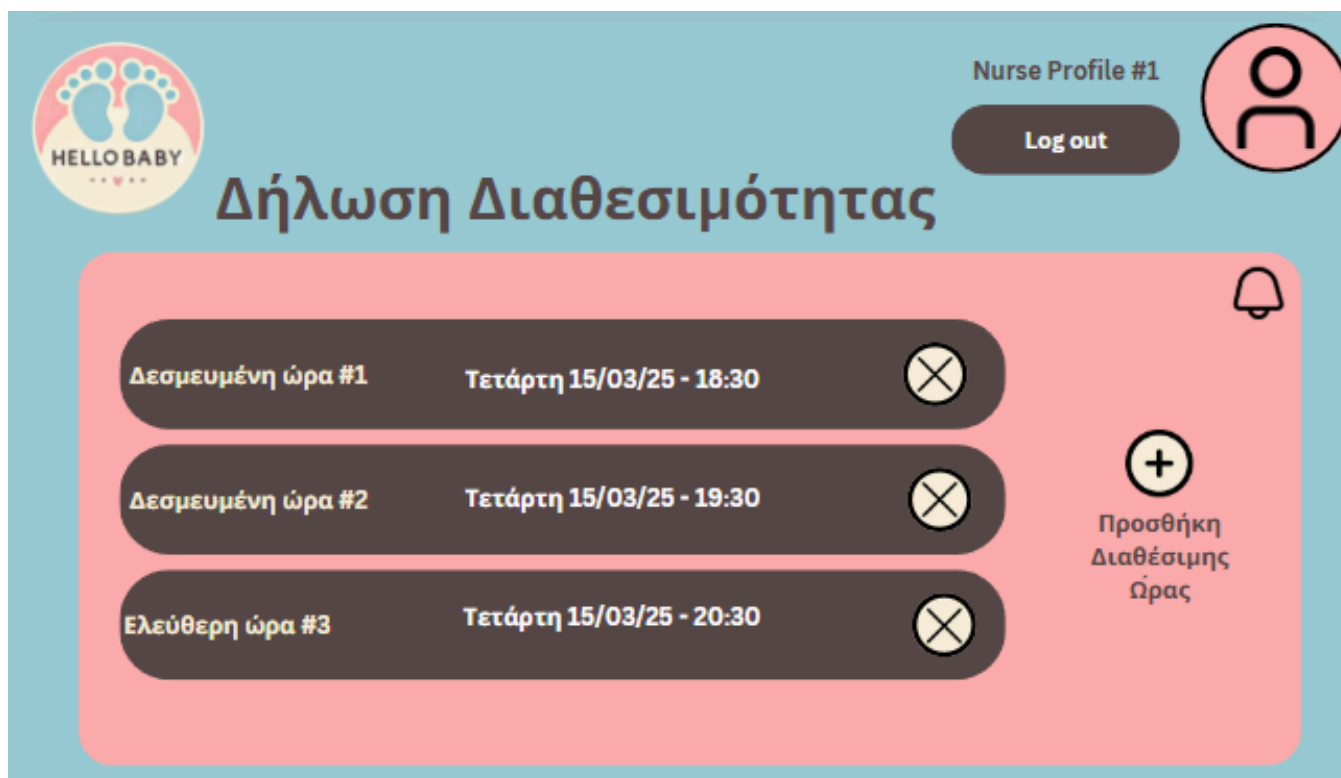 Nurse Profile #1
Log out
HELLO BABY
Δήλωση Διαθεσιμότητας
Δεσμευμένη ώρα #1 Τετάρτη 15/03/25 - 18:30
Δεσμευμένη ώρα #2 Τετάρτη 15/03/25 - 19:30
Ελεύθερη ώρα #3 Τετάρτη 15/03/25 - 20:30
Προσθήκη
Διαθέσιμης
Ώρας